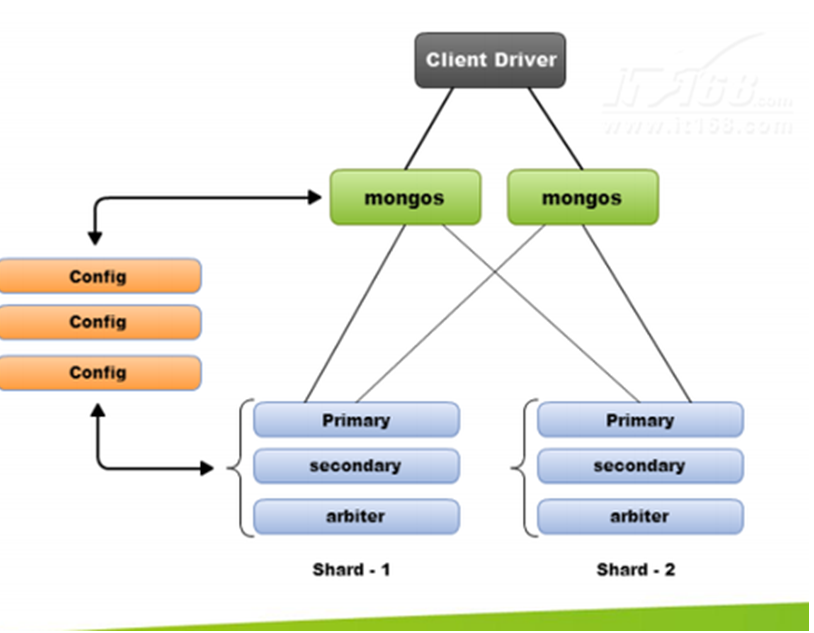 Client Driver
IT168.com
www.it168.com
mongos
mongos
Config
Config
Config
Primary
secondary
arbiter
Primary
secondary
arbiter
Shard - 1
Shard - 2